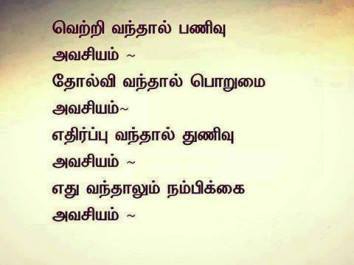 வெற்றி வந்தால் பணிவு
அவசியம் ~
தோல்வி வந்தால் பொறுமை
அவசியம்~
எதிர்ப்பு வந்தால் துணிவு
அவசியம் ~
எது வந்தாலும் நம்பிக்கை
அவசியம் ~